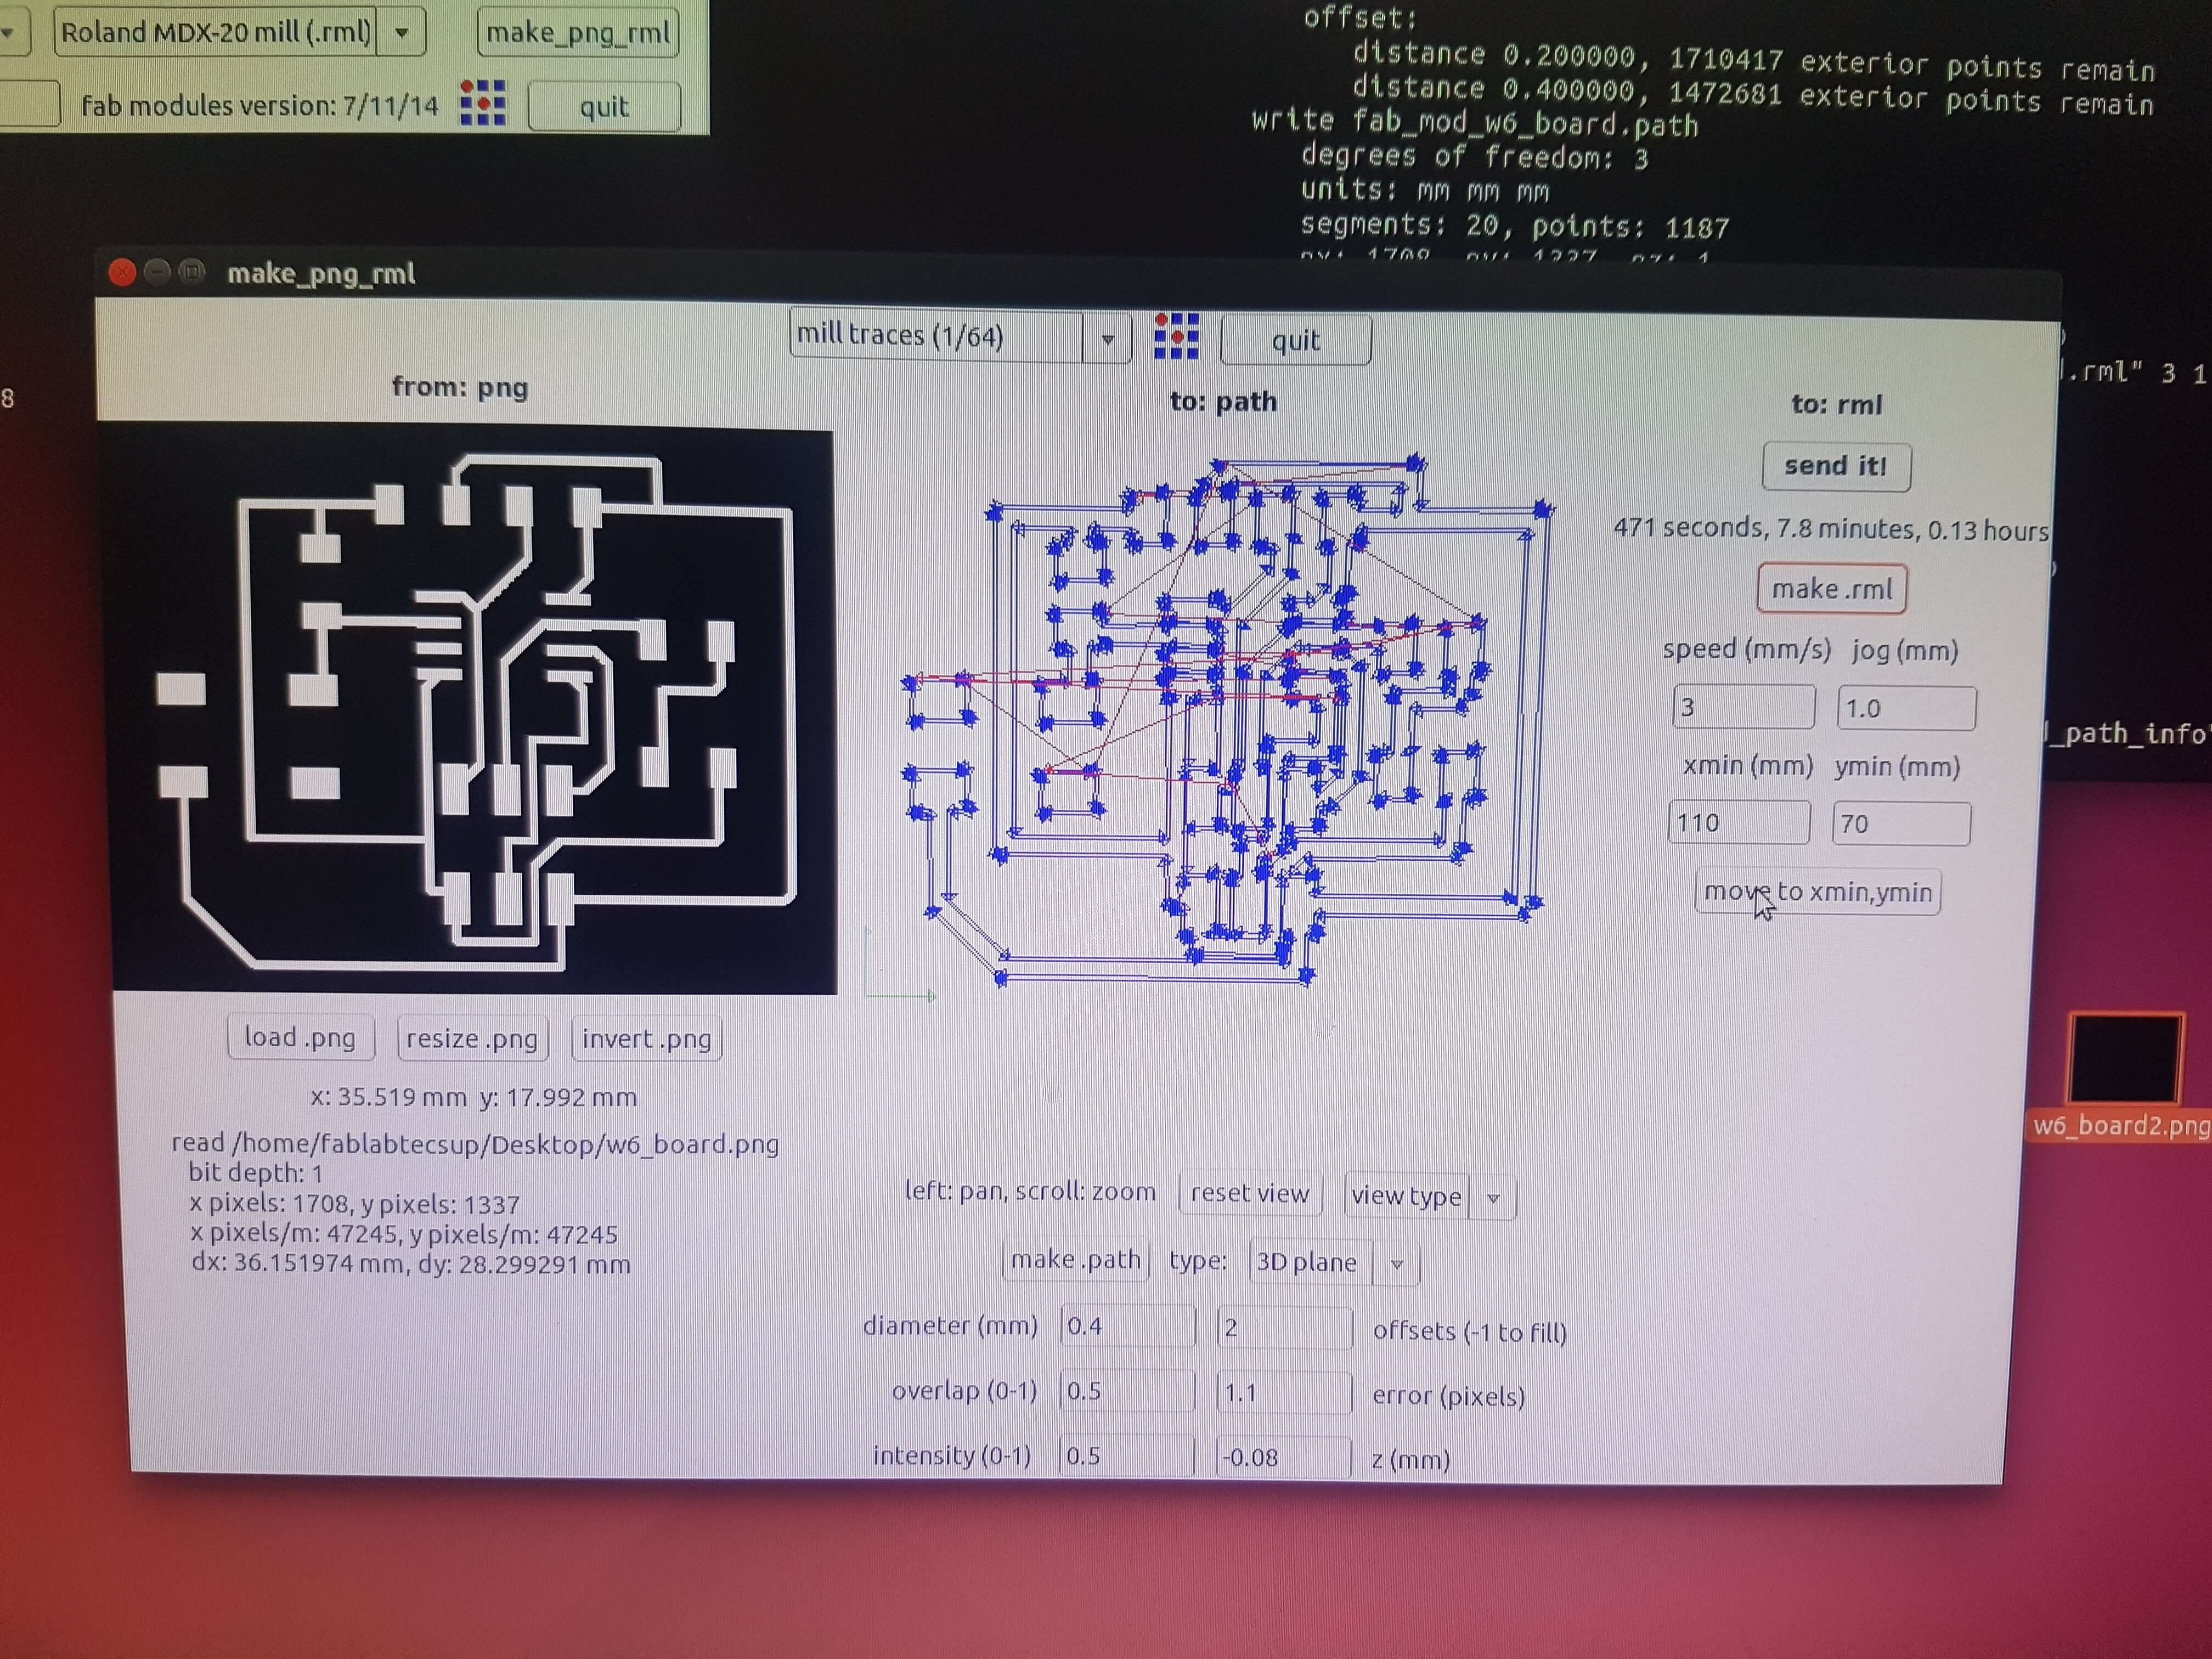 Roland MDX-20 mill (.rml)
make_png_rml
fab modules version: 7/11/14
quit
offset:
distance 0.200000, 1710417 exterior points remain
distance 0.400000, 1472681 exterior points remain
write fab_mod_w6_board.path
degrees of freedom: 3
units: mm mm mm
segments: 20, points: 1187
make_png_rml
mill traces (1/64)
quit
8
.rml" 3 1
from: png
to: path
to: rml
send it!
471 seconds, 7.8 minutes, 0.13 hours
make .rml
speed (mm/s) jog (mm)
3
1.0
_path_info'
xmin (mm) ymin (mm)
110
70
move to xmin,ymin
load .png
resize .png
invert .png
x: 35.519 mm y: 17.992 mm
read /home/fablabtecsup/Desktop/w6_board.png
bit depth: 1
x pixels: 1708, y pixels: 1337
x pixels/m: 47245, y pixels/m: 47245
dx: 36.151974 mm, dy: 28.299291 mm
w6_board2.png
left: pan, scroll: zoom
reset view
view type
make .path
type:
3D plane
diameter (mm)
0.4
2
offsets (-1 to fill)
overlap (0-1)
0.5
1.1
error (pixels)
intensity (0-1)
0.5
-0.08
z (mm)